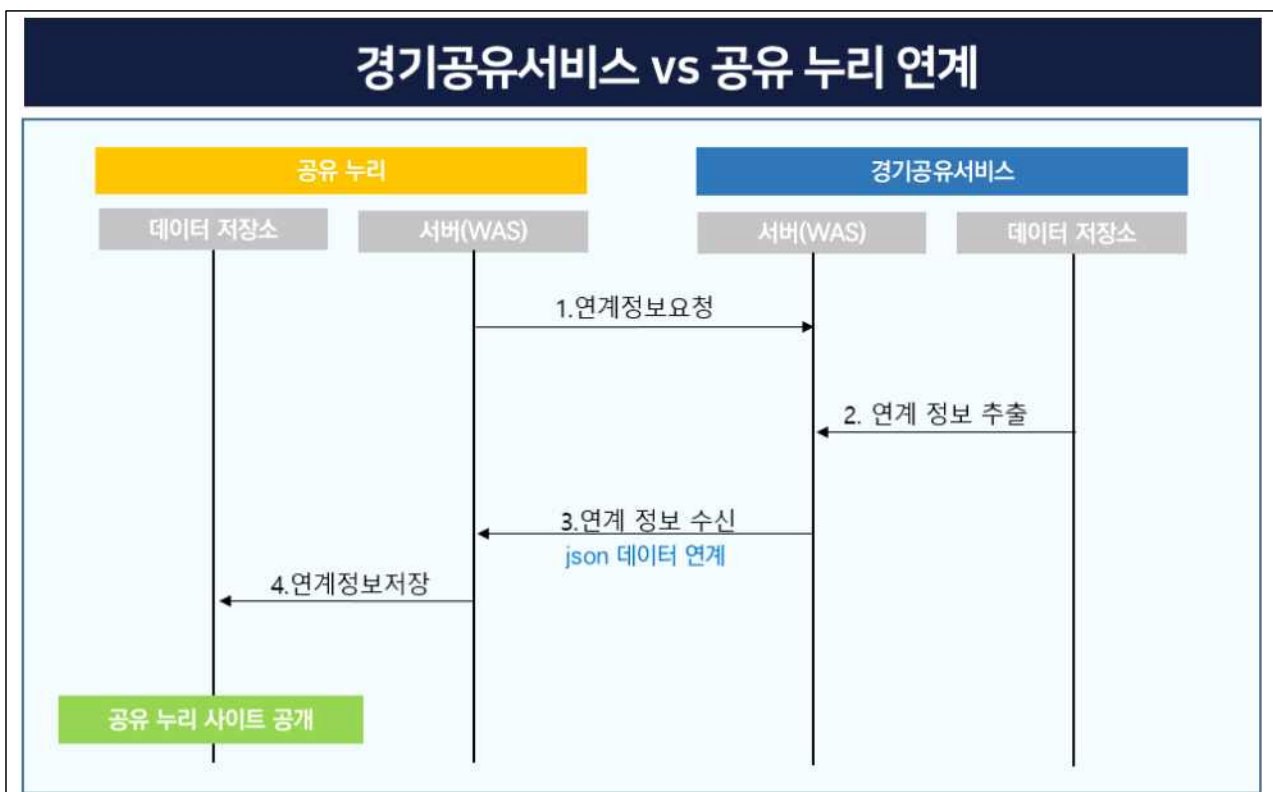 경기공유서비스 vs 공유 누리 연계
공유 누리
경기공유서비스
데이터 저장소
서버(WAS)
서버(WAS)
데이터 저장소
1.연계정보요청
2. 연계 정보 추출
3.연계 정보 수신
json 데이터 연계
4.연계정보저장
공유 누리 사이트 공개